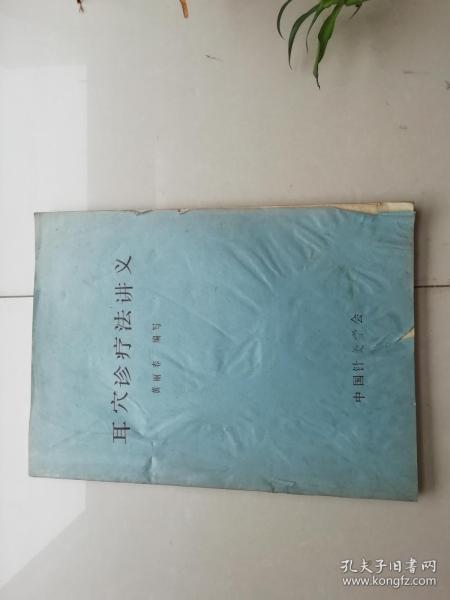 耳穴诊疗法讲义
黄丽春 编写
中国针灸学会
孔夫子旧书网
www.kongfz.com